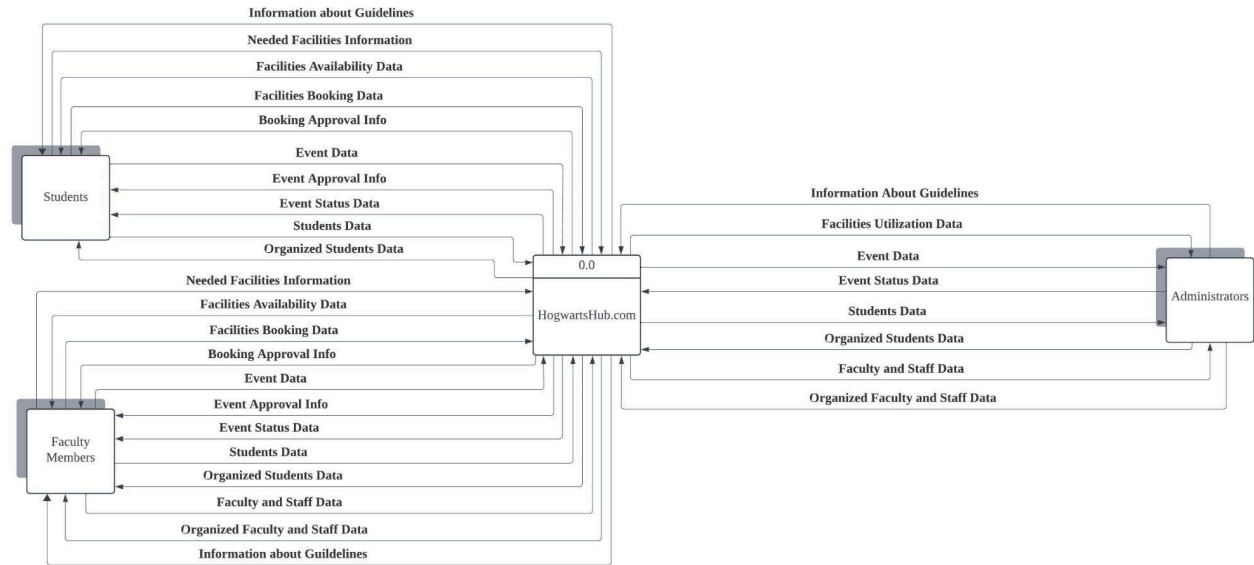 Information about Guidelines
Needed Facilities Information
Facilities Availability Data
Facilities Booking Data
Booking Approval Info
Event Data
Event Approval Info
Event Status Data
Students Data
Organized Students Data
Students
Needed Facilities Information
Facilities Availability Data
Facilities Booking Data
Booking Approval Info
Event Data
Event Approval Info
Event Status Data
Students Data
Organized Students Data
Faculty and Staff Data
Organized Faculty and Staff Data
Information about Guildelines
Faculty
Members
0.0
HogwartsHub.com
Information About Guidelines
Facilities Utilization Data
Event Data
Event Status Data
Students Data
Organized Students Data
Faculty and Staff Data
Organized Faculty and Staff Data
Administrators